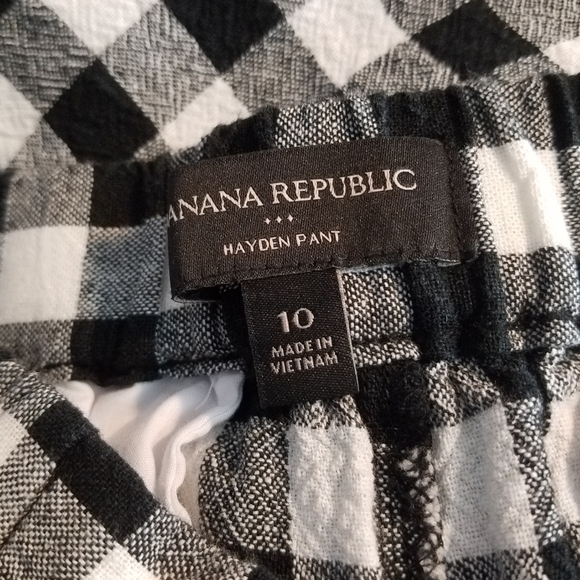 ANANA REPUBLIC
HAYDEN PANT
10
MADE IN
VIETNAM